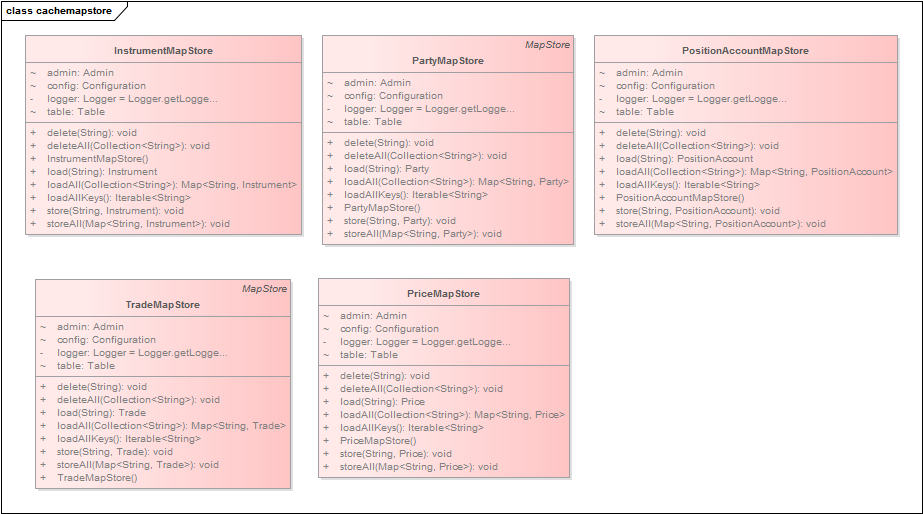 class cachemapstore
InstrumentMapStore
~ admin: Admin
~ config: Configuration
- logger: Logger = Logger.getLogge...
~ table: Table
+ delete(String): void
+ deleteAll(Collection<String>): void
+ InstrumentMapStore()
+ load(String): Instrument
+ loadAll(Collection<String>): Map<String, Instrument>
+ loadAllKeys(): Iterable<String>
+ store(String, Instrument): void
+ storeAll(Map<String, Instrument>): void
MapStore
PartyMapStore
~ admin: Admin
~ config: Configuration
- logger: Logger = Logger.getLogge...
~ table: Table
+ delete(String): void
+ deleteAll(Collection<String>): void
+ load(String): Party
+ loadAll(Collection<String>): Map<String, Party>
+ loadAllKeys(): Iterable<String>
+ PartyMapStore()
+ store(String, Party): void
+ storeAll(Map<String, Party>): void
PositionAccountMapStore
~ admin: Admin
~ config: Configuration
- logger: Logger = Logger.getLogge...
~ table: Table
+ delete(String): void
+ deleteAll(Collection<String>): void
+ load(String): PositionAccount
+ loadAll(Collection<String>): Map<String, PositionAccount>
+ loadAllKeys(): Iterable<String>
+ PositionAccountMapStore()
+ store(String, PositionAccount): void
+ storeAll(Map<String, PositionAccount>): void
MapStore
TradeMapStore
~ admin: Admin
~ config: Configuration
- logger: Logger = Logger.getLogge...
~ table: Table
+ delete(String): void
+ deleteAll(Collection<String>): void
+ load(String): Trade
+ loadAll(Collection<String>): Map<String, Trade>
+ loadAllKeys(): Iterable<String>
+ store(String, Trade): void
+ storeAll(Map<String, Trade>): void
+ TradeMapStore()
PriceMapStore
~ admin: Admin
~ config: Configuration
- logger: Logger = Logger.getLogge...
~ table: Table
+ delete(String): void
+ deleteAll(Collection<String>): void
+ load(String): Price
+ loadAll(Collection<String>): Map<String, Price>
+ loadAllKeys(): Iterable<String>
+ PriceMapStore()
+ store(String, Price): void
+ storeAll(Map<String, Price>): void